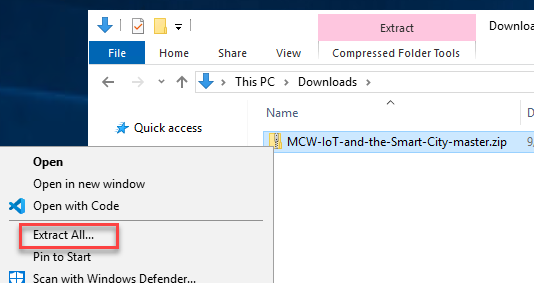 Extract
Downlo
File
Home
Share
View
Compressed Folder Tools
This PC
Downloads
Name
Quick access
MCW-IoT-and-the-Smart-City-master.zip
9
Open
Open in new window
Open with Code
Extract All...
Pin to Start
Scan with Windows Defender...